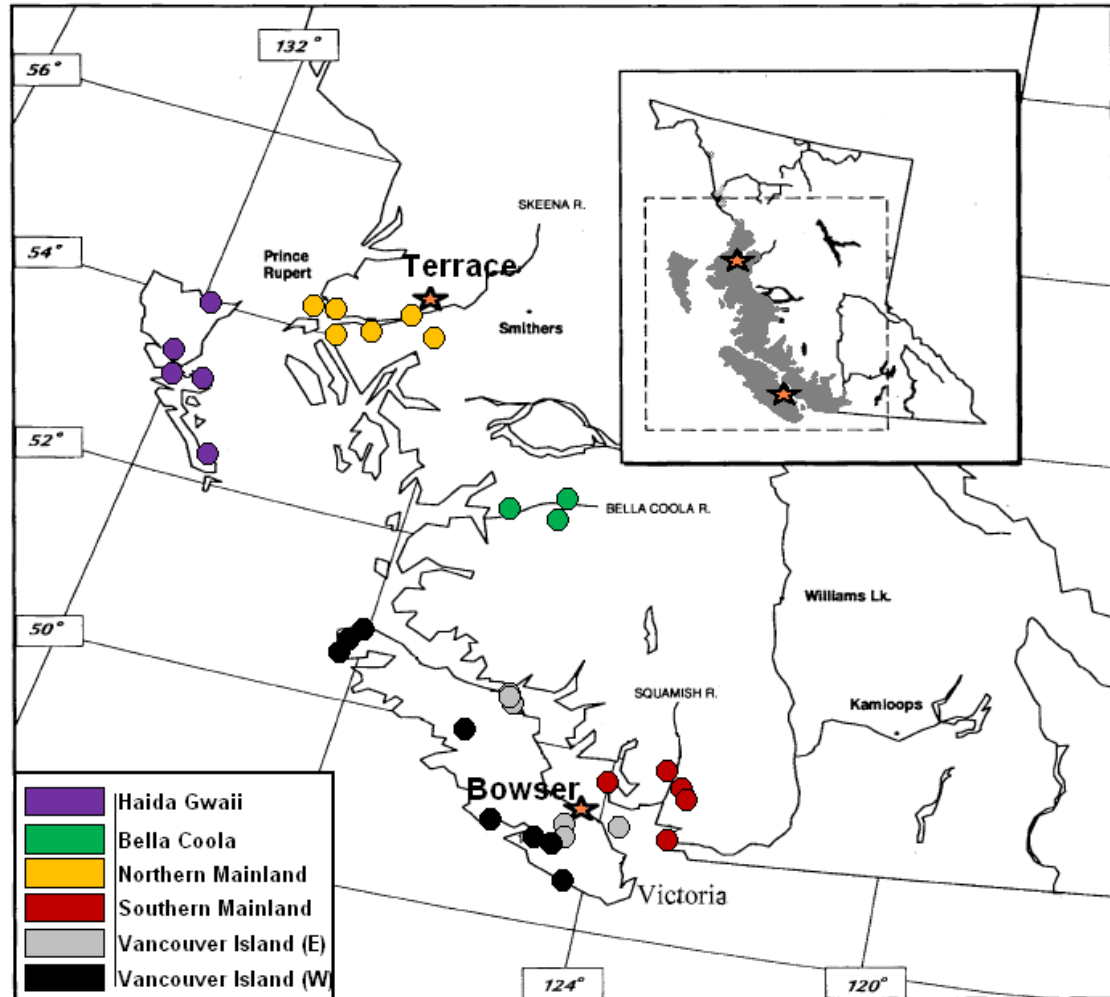 132°
56°
SKEENA R.
54°
Prince
Rupert
Terrace
Smithers
52°
BELLA COOLA R.
Williams Lk.
50°
SQUAMISH R.
Kamloops
Bowser
Haida Gwaii
Bella Coola
Northern Mainland
Southern Mainland
Vancouver Island (E)
Vancouver Island (W)
Victoria
124°
120°